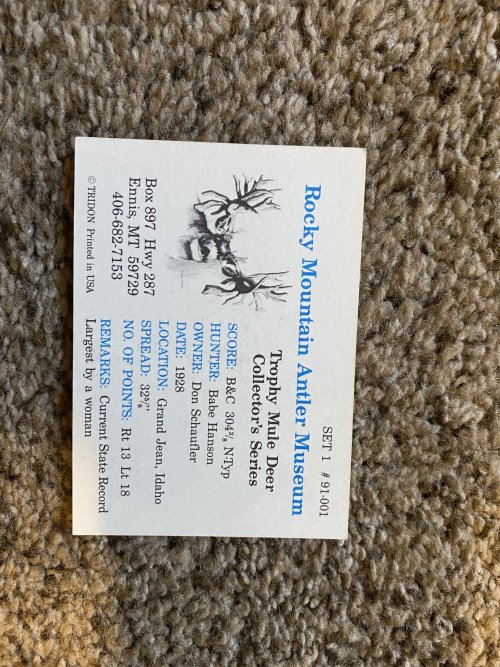 SET 1 # 91-001
Rocky Mountain Antler Museum
Trophy Mule Deer
Collector's Series
SCORE: B&C 304³/₈ N-Typ
HUNTER: Babe Hanson
OWNER: Don Schaufler
DATE: 1928
LOCATION: Grand Jean, Idaho
SPREAD: 32⁵/₈"
NO. OF POINTS: Rt 13 Lt 18
REMARKS: Current State Record
Largest by a woman
Box 897 Hwy 287
Ennis, MT 59729
406-682-7153
© TRIDON Printed in USA